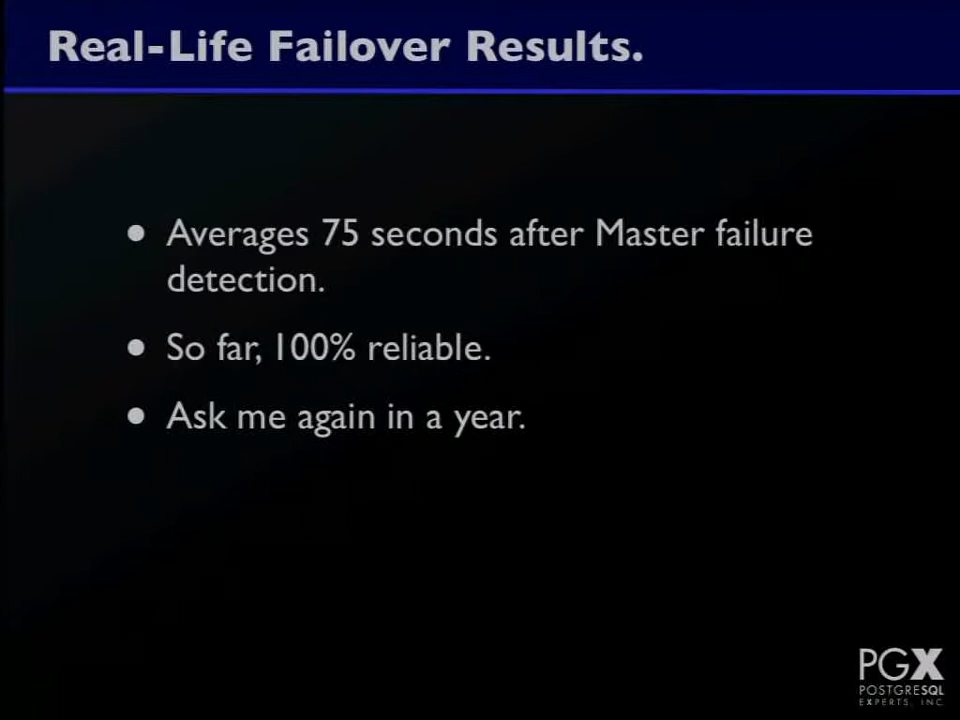 Real-Life Failover Results.
• Averages 75 seconds after Master failure
detection.
• So far, 100% reliable.
• Ask me again in a year.
PGX
POSTGRESQL
EXPERTS, INC.